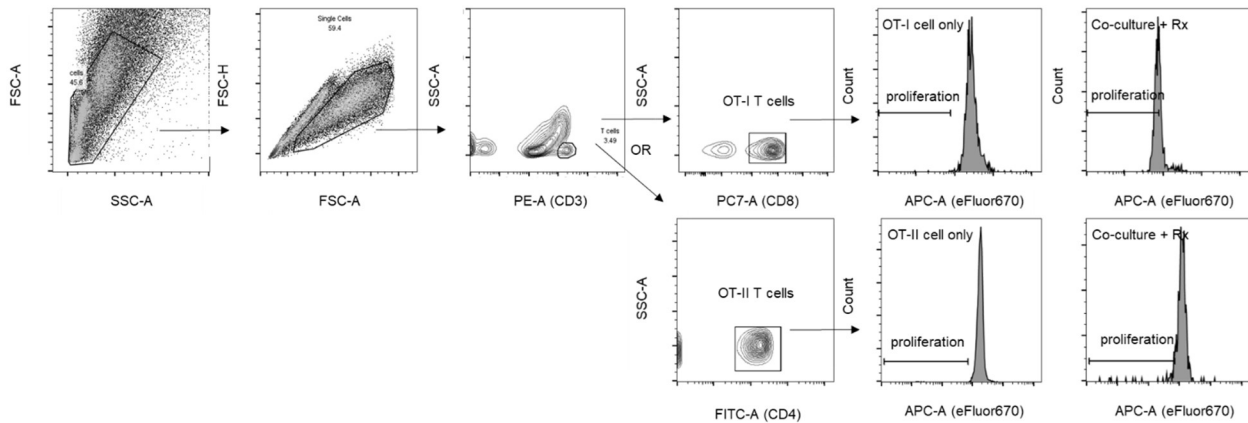 FSC-A
cells
45.6
SSC-A
FSC-H
Single Cells
59.4
FSC-A
SSC-A
T cells
3.49
PE-A (CD3)
OR
SSC-A
OT-I T cells
PC7-A (CD8)
Count
OT-I cell only
proliferation
APC-A (eFluor670)
Count
Co-culture + Rx
proliferation
APC-A (eFluor670)
SSC-A
OT-II T cells
FITC-A (CD4)
Count
OT-II cell only
proliferation
APC-A (eFluor670)
Co-culture + Rx
proliferation
APC-A (eFluor670)